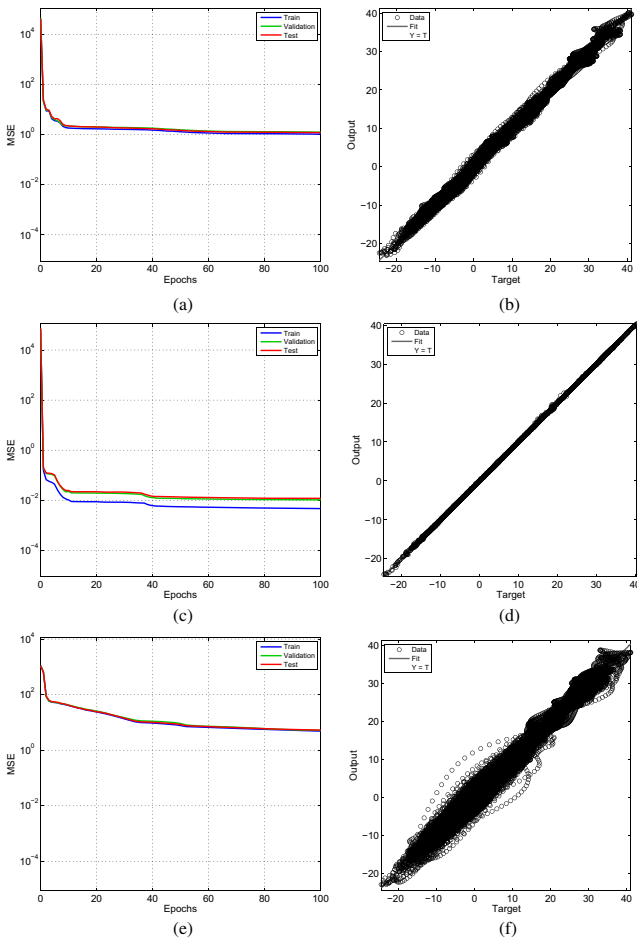 10^4
10^2
10^0
10^-2
10^-4
MSE
0 20 40 60 80 100
Epochs
Train
Validation
Test
(a)
40
30
20
10
0
−10
−20
Output
−20 −10 0 10 20 30 40
Target
Data
Fit
Y = T
(b)
10^4
10^2
10^0
10^-2
10^-4
MSE
0 20 40 60 80 100
Epochs
Train
Validation
Test
(c)
40
30
20
10
0
−10
−20
Output
−20 −10 0 10 20 30 40
Target
Data
Fit
Y = T
(d)
10^4
10^2
10^0
10^-2
10^-4
MSE
0 20 40 60 80 100
Epochs
Train
Validation
Test
(e)
40
30
20
10
0
−10
−20
Output
−20 −10 0 10 20 30 40
Target
Data
Fit
Y = T
(f)